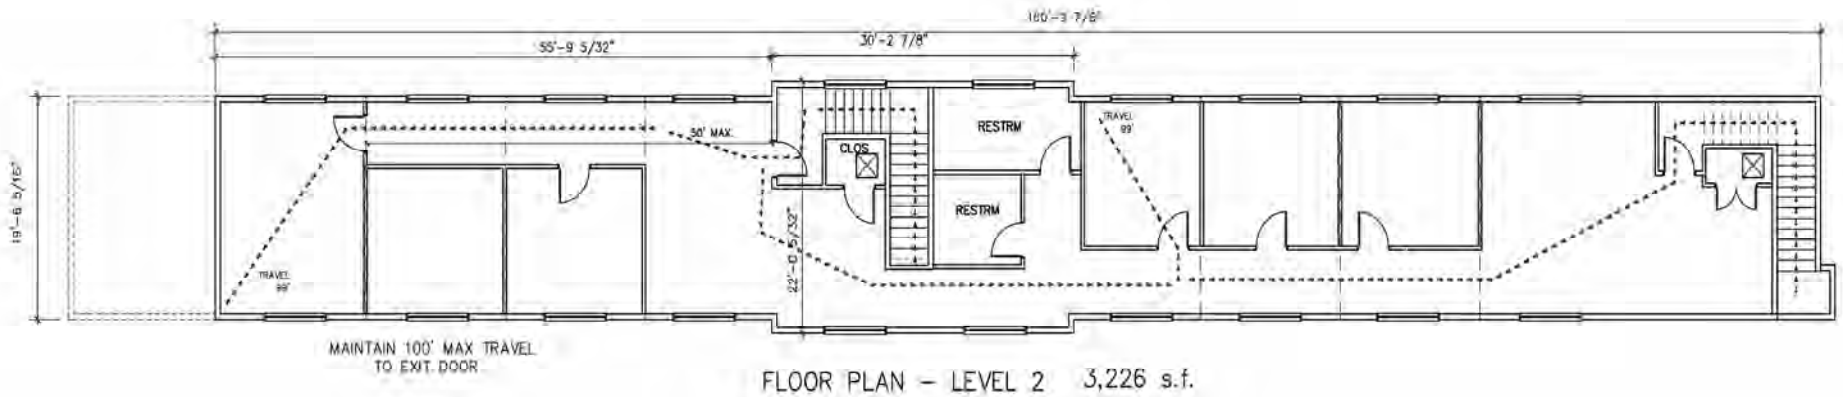 160'-3 7/8"
55'-9 5/32"
30'-2 7/8"
19'-6 5/16"
50' MAX.
CLOS
RESTRM
RESTRM
TRAVEL
99'
TRAVEL
99'
22'-0 5/32"
MAINTAIN 100' MAX TRAVEL
TO EXIT DOOR
FLOOR PLAN - LEVEL 2 3,226 s.f.